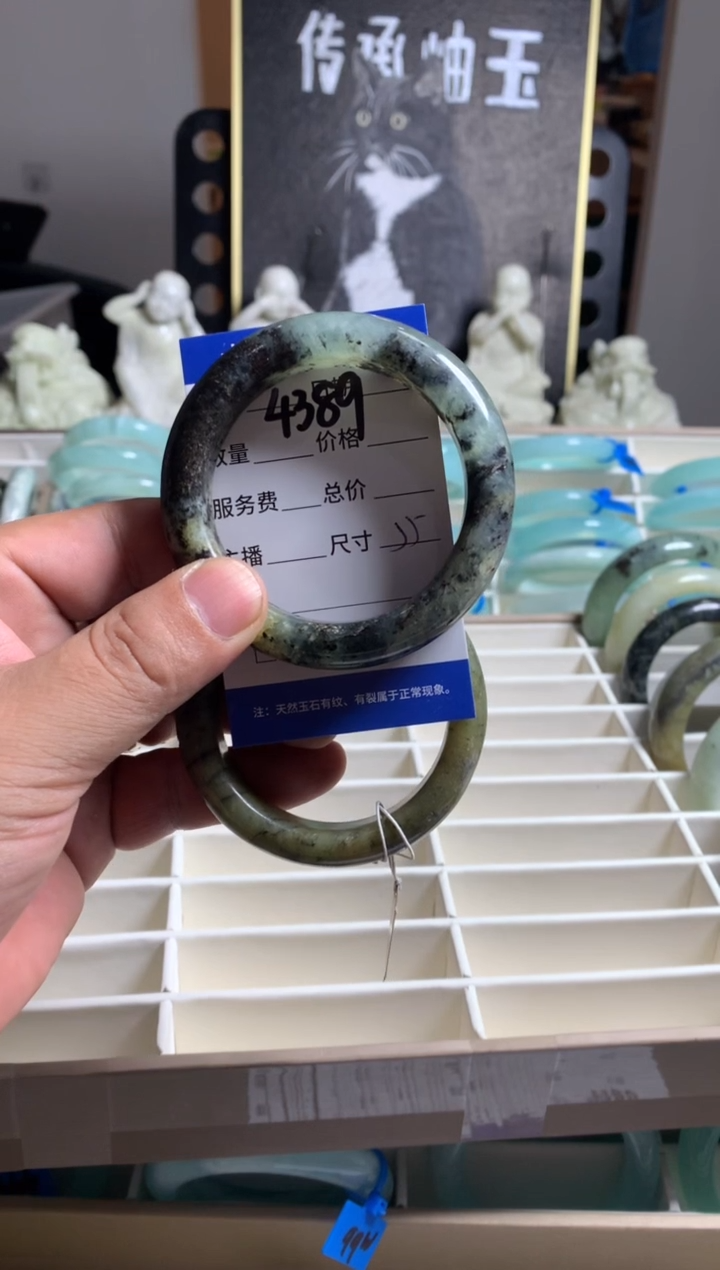 传承岫玉
4389
数量 价格
服务费 总价
主播 尺寸 55
注：天然玉石有纹、有裂属于正常现象。